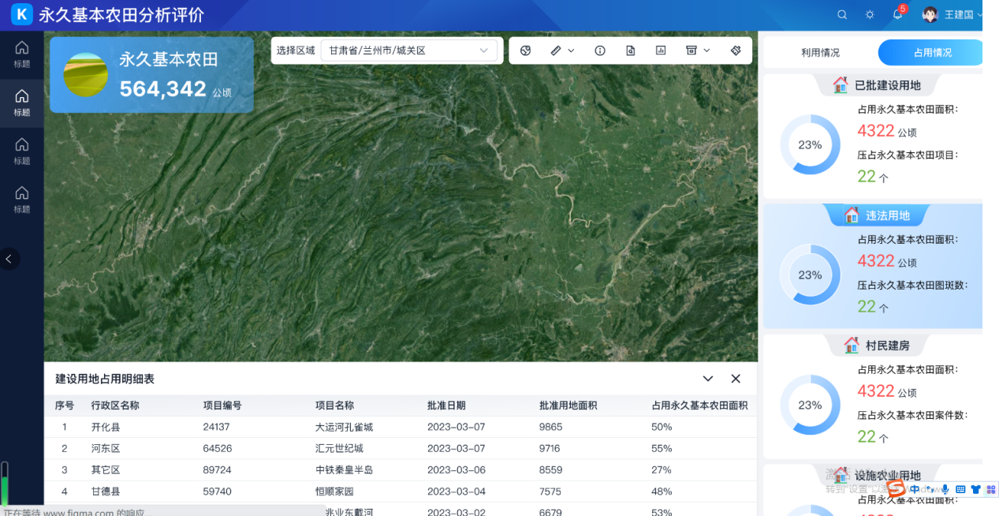 K 永久基本农田分析评价
5
王建国
标题
标题
标题
标题
永久基本农田
564,342 公顷
选择区域 甘肃省/兰州市/城关区
利用情况 占用情况
已批建设用地
占用永久基本农田面积:
23%
4322 公顷
压占永久基本农田项目:
22 个
违法用地
占用永久基本农田面积:
23%
4322 公顷
压占永久基本农田图斑数:
22 个
村民建房
占用永久基本农田面积:
23%
4322 公顷
压占永久基本农田案件数:
22 个
设施农业用地
占用永久基本农田面积:
建设用地占用明细表
序号 行政区名称 项目编号 项目名称 批准日期 批准用地面积 占用永久基本农田面积
1 开化县 24137 大运河孔雀城 2023-03-07 9865 50%
2 河东区 64526 汇元世纪城 2023-03-07 9716 55%
3 其它区 89724 中铁秦皇半岛 2023-03-06 8559 27%
4 甘德县 59740 恒顺家园 2023-03-04 7575 48%
兆业东戴河 2023-03-02 6679 53%
正在等待 www.figma.com 的响应...
中